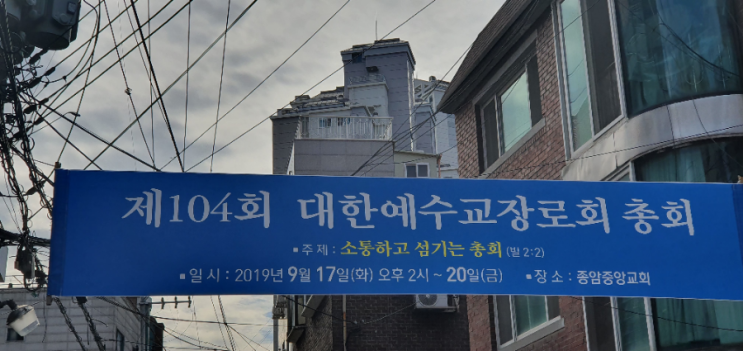 제104회 대한예수교장로회 총회
▪주제 : 소통하고 섬기는 총회 (빌 2:2)
▪일시 : 2019년 9월 17일(화) 오후 2시 ~ 20일(금) ▪장소 : 종암중앙교회